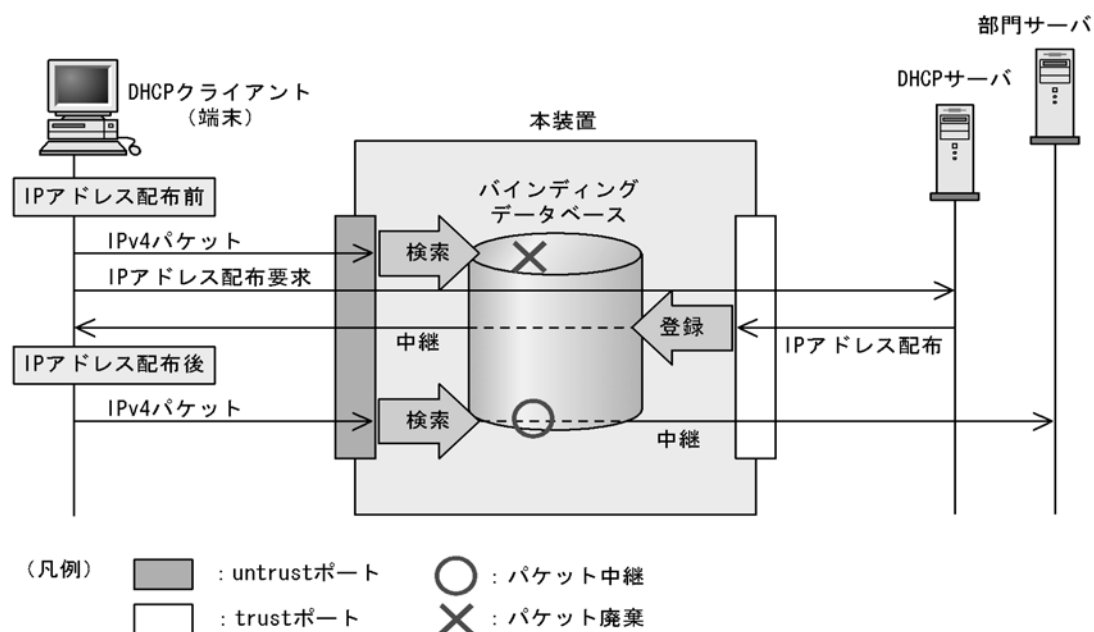 部門サーバ
DHCPサーバ
DHCPクライアント
（端末）
本装置
IPアドレス配布前
バインディング
データベース
IPv4パケット
検索
IPアドレス配布要求
登録
中継
IPアドレス配布
IPアドレス配布後
IPv4パケット
検索
中継
（凡例）
：untrustポート
：パケット中継
：trustポート
：パケット廃棄